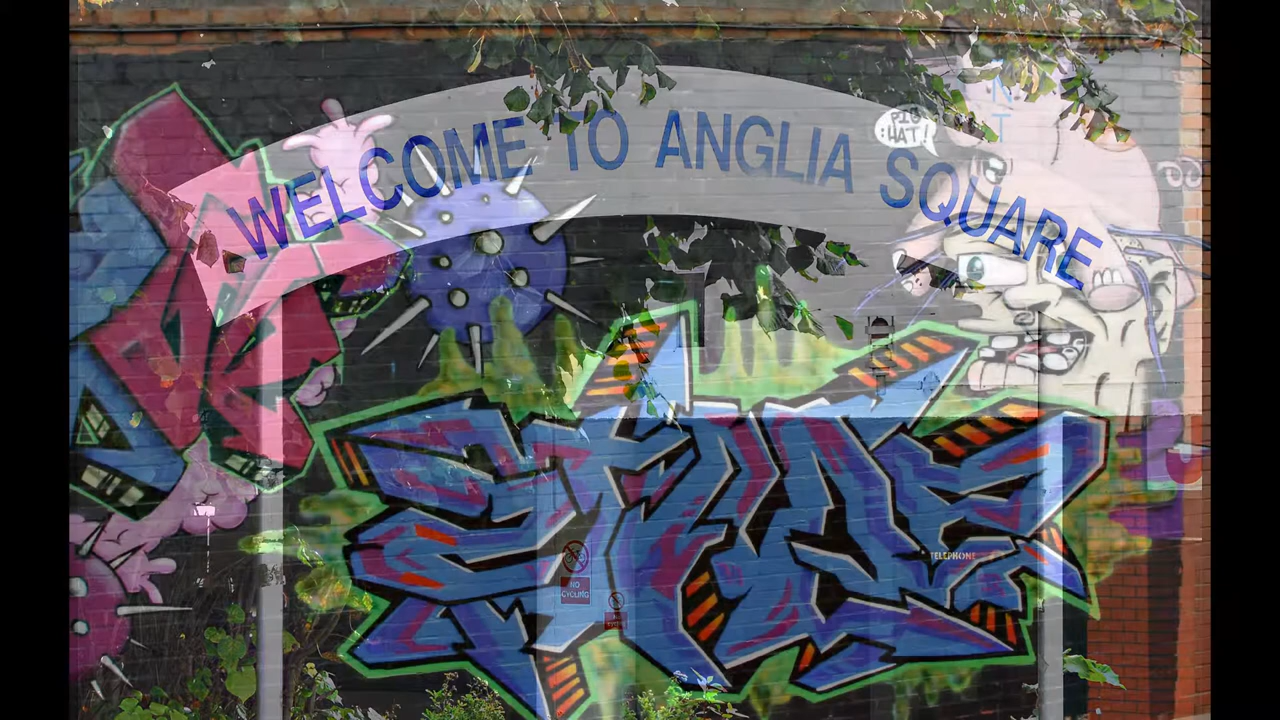 WELCOME TO ANGLIA SQUARE
PIG
HAT!
NO
CYCLING
TELEPHONE